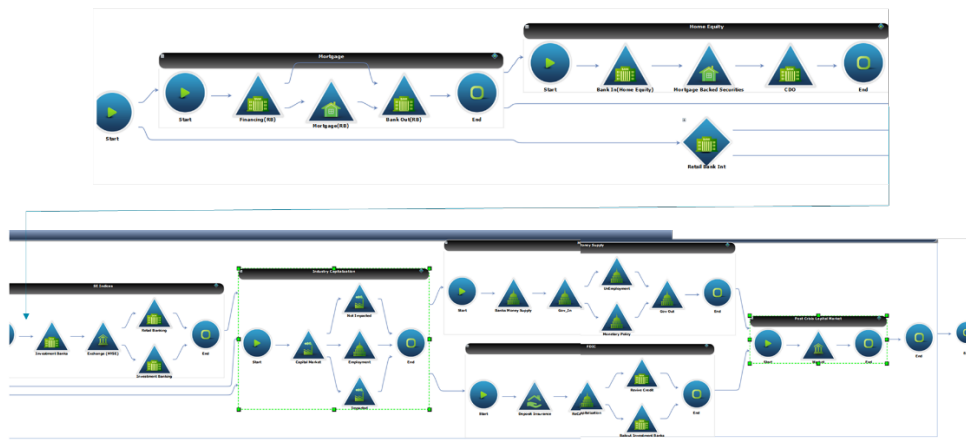 Home Equity
Mortgage
Start
Bank In(Home Equity)
Mortgage Backed Securities
CDO
End
Start
Financing(RB)
Mortgage(RB)
Bank Out(RB)
End
Start
Retail Bank Init
Money Supply
Industry Capitalization
Start
Banks Money Supply
Gov_In
UnEmployment
Monetary Policy
Gov Out
End
Retail Banking
Investment Banks
Exchange (NYSE)
Investment Banking
End
Start
Capital Market
Not Impacted
Employment
Impacted
End
Post Crisis Capital Market
Start
Market
End
End
Start
Deposit Insurance
End